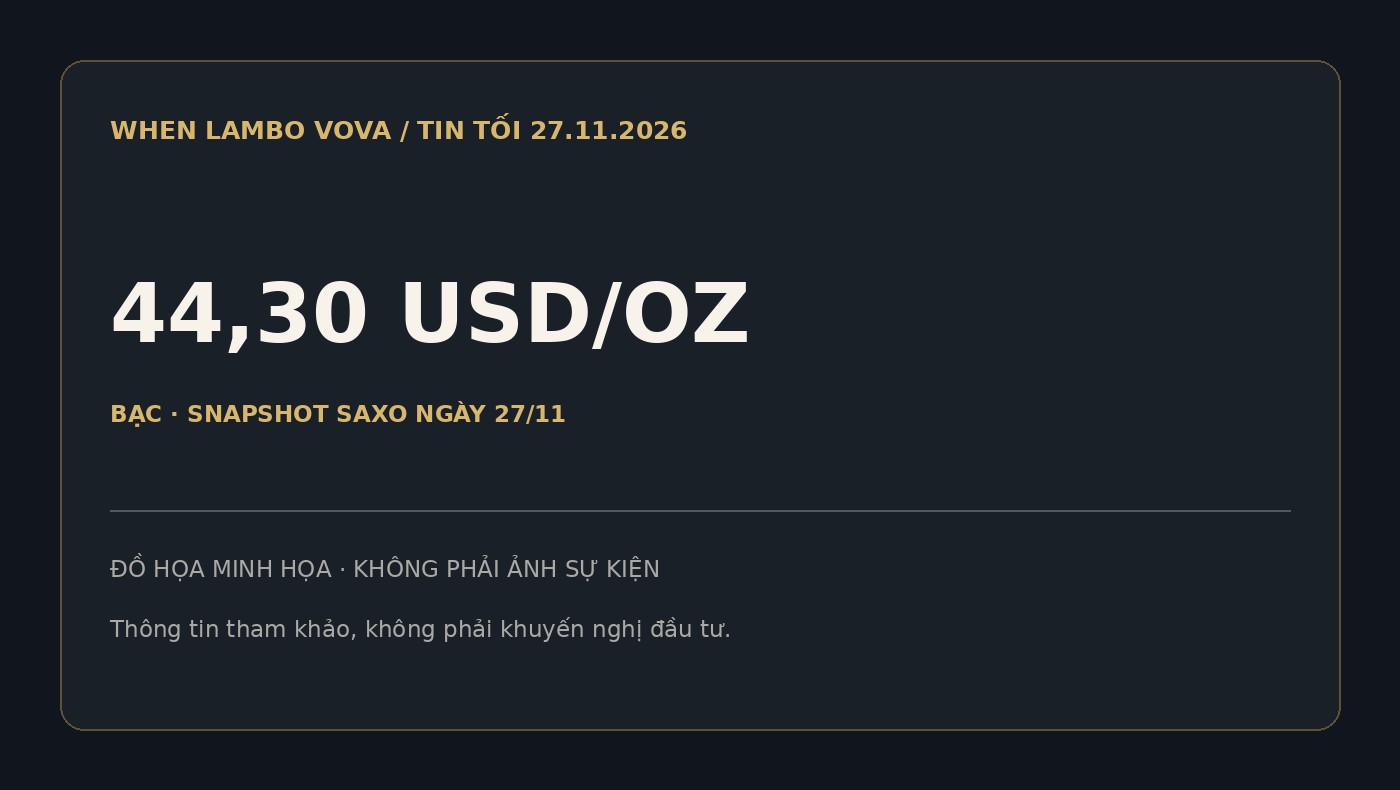 WHEN LAMBO VOVA / TIN TỐI 27.11.2026
44,30 USD/OZ
BẠC · SNAPSHOT SAXO NGÀY 27/11
ĐỒ HỌA MINH HỌA · KHÔNG PHẢI ẢNH SỰ KIỆN
Thông tin tham khảo, không phải khuyến nghị đầu tư.